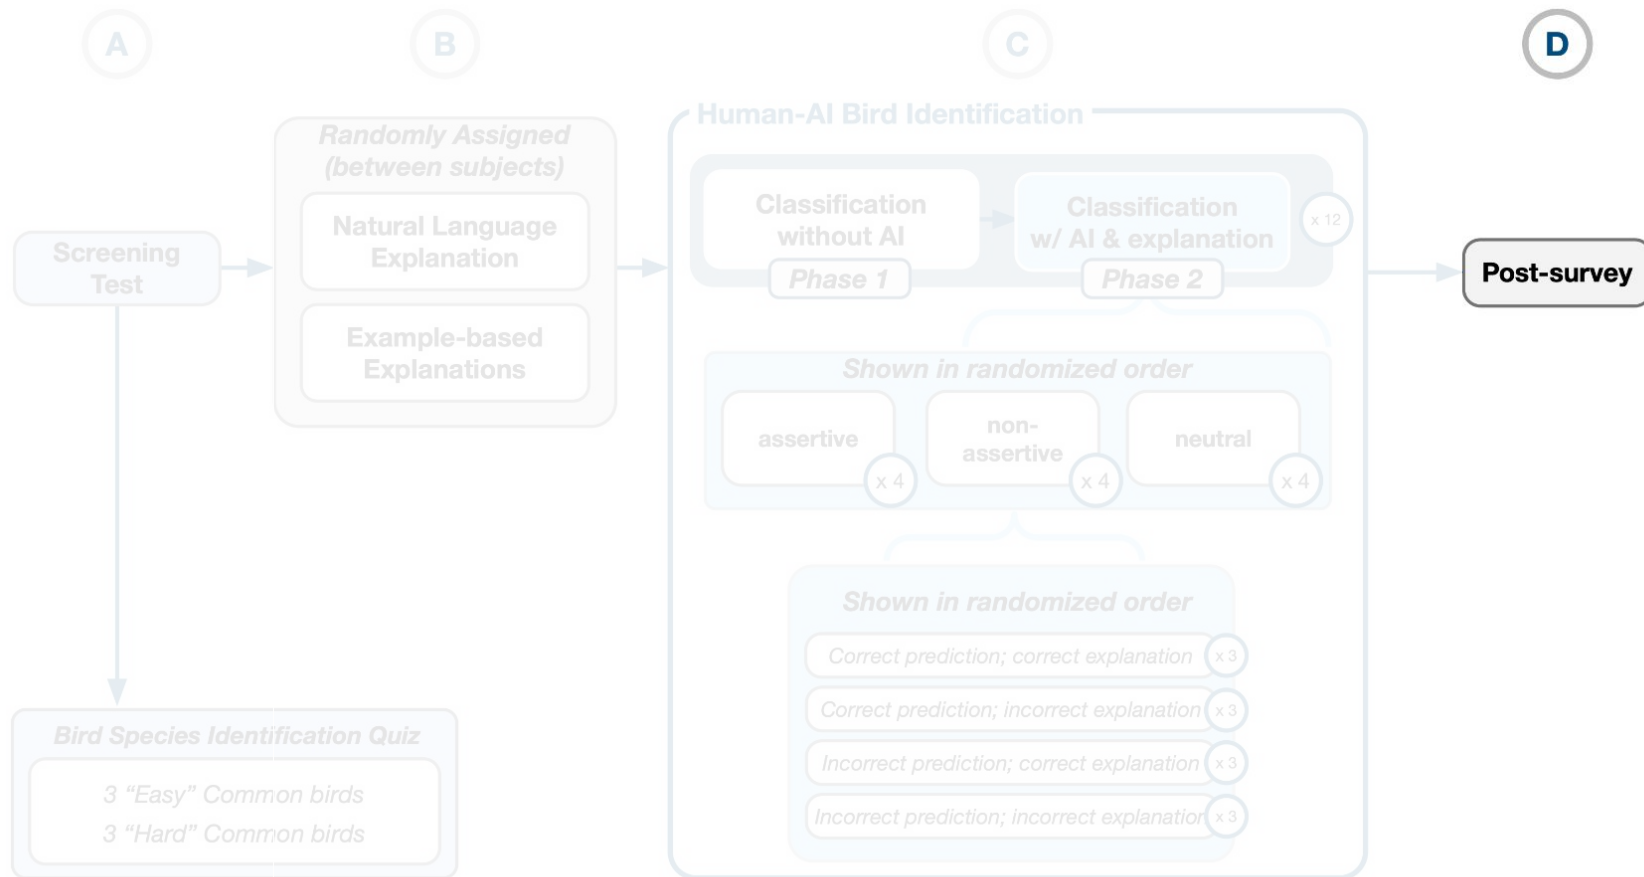 A
B
C
D
Screening
Test
Randomly Assigned
(between subjects)
Natural Language
Explanation
Example-based
Explanations
Human-AI Bird Identification
Classification
without AI
Phase 1
Classification
w/ AI & explanation
Phase 2
x 12
Shown in randomized order
assertive
x 4
non-
assertive
x 4
neutral
x 4
Shown in randomized order
Correct prediction; correct explanation
x 3
Correct prediction; incorrect explanation
x 3
Incorrect prediction; correct explanation
x 3
Incorrect prediction; incorrect explanation
x 3
Post-survey
Bird Species Identification Quiz
3 “Easy” Common birds
3 “Hard” Common birds